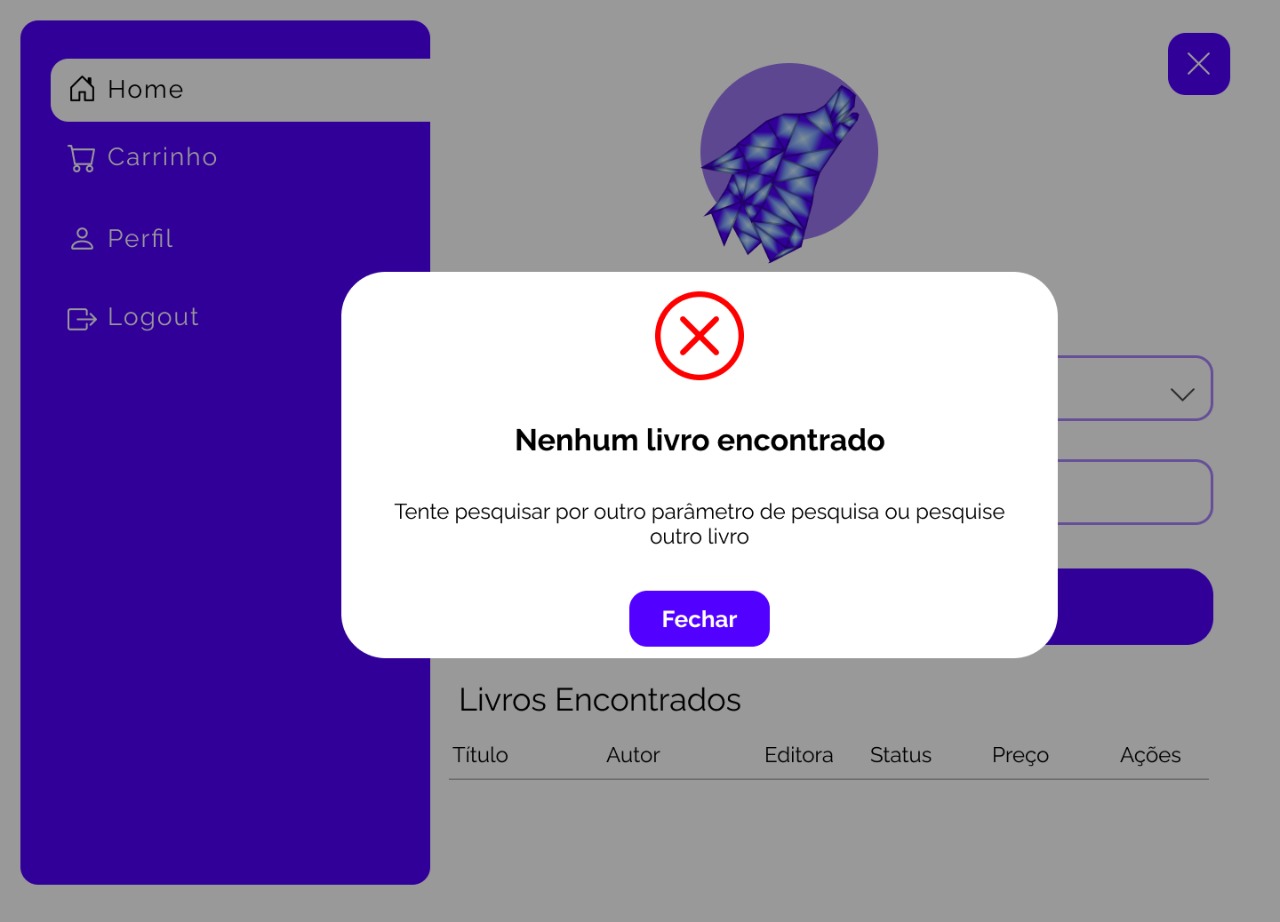 Home
Carrinho
Perfil
Logout
Nenhum livro encontrado
Tente pesquisar por outro parâmetro de pesquisa ou pesquise
outro livro
Fechar
Livros Encontrados
Título Autor Editora Status Preço Ações